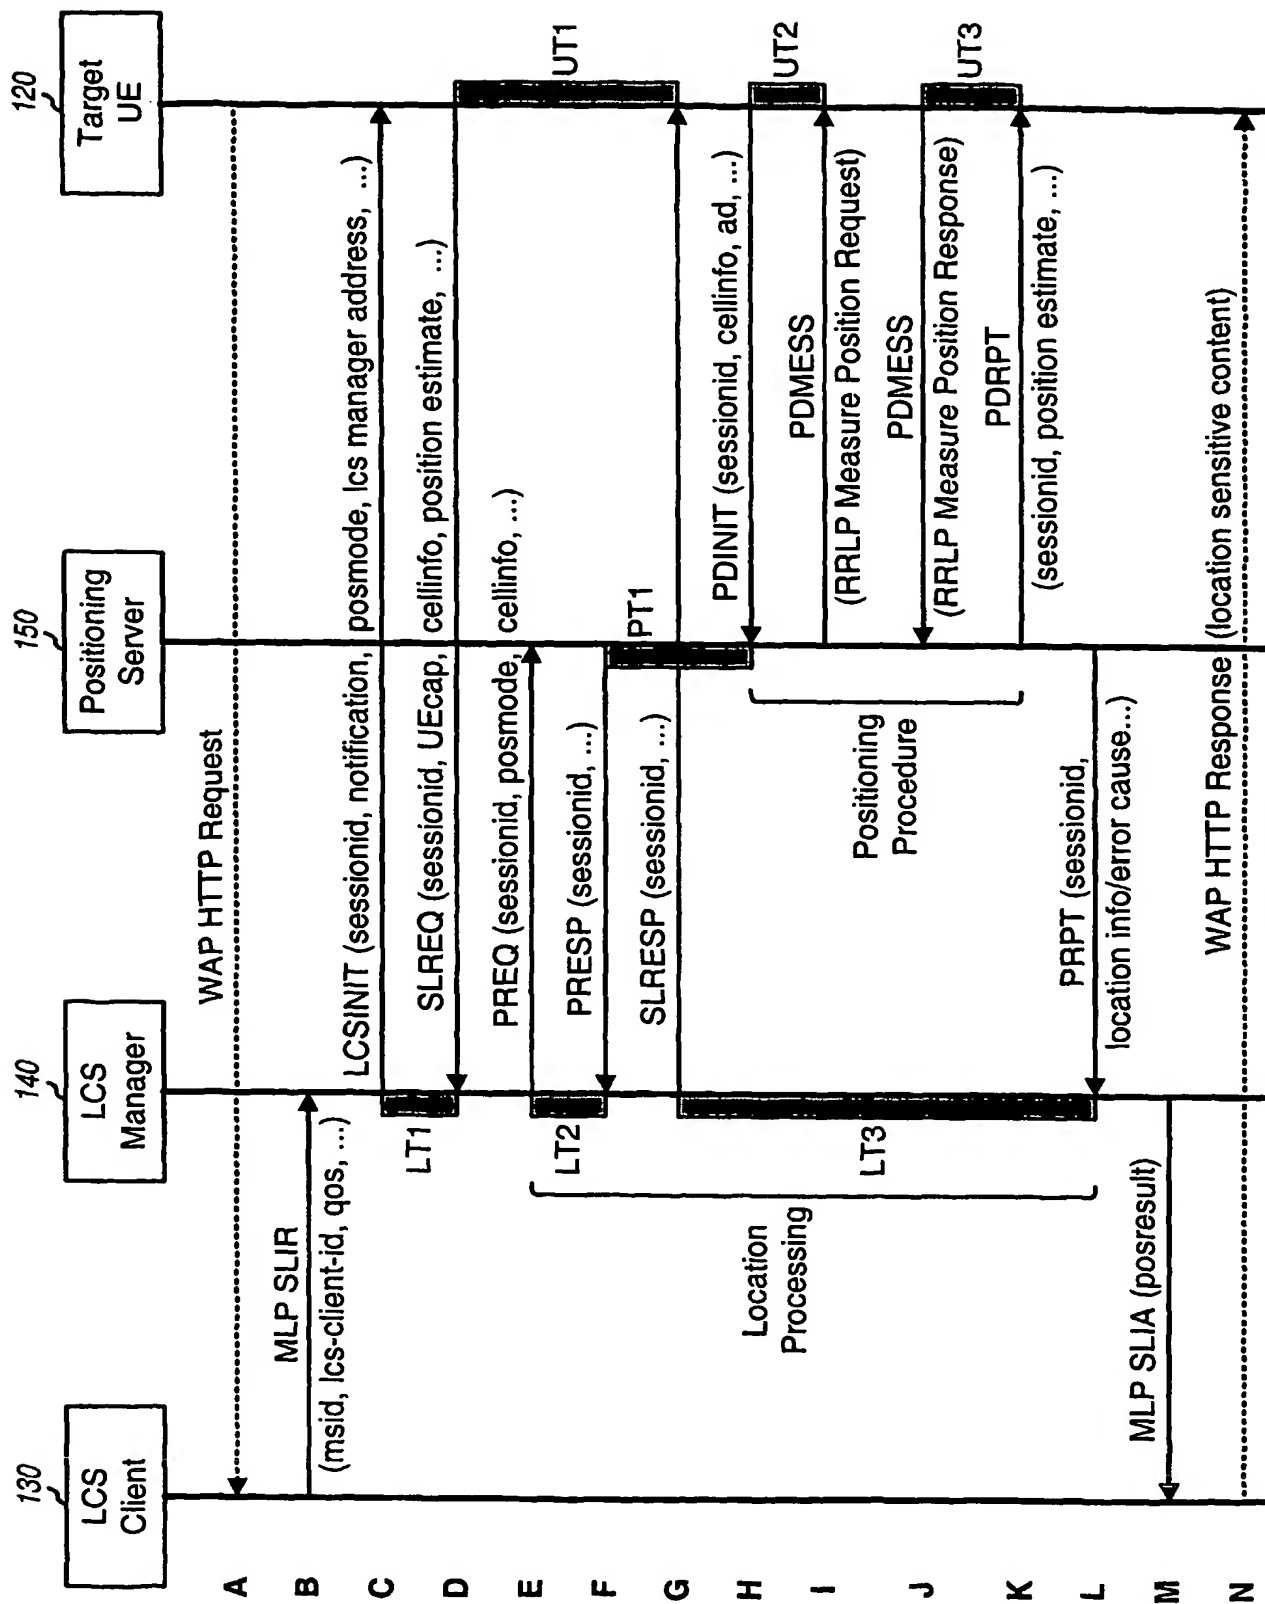 130
LCS
Client
140
LCS
Manager
150
Positioning
Server
120
Target
UE
A
WAP HTTP Request
B
MLP SLIR
(msid, lcs-client-id, qos, ...)
C
LCSINIT (sessionid, notification, posmode, lcs manager address, ...)
LT1
D
SLREQ (sessionid, UEcap, cellinfo, position estimate, ...)
UT1
E
PREQ (sessionid, posmode, cellinfo, ...)
LT2
F
PRESP (sessionid, ...)
PT1
G
SLRESP (sessionid, ...)
H
PDINIT (sessionid, cellinfo, ad, ...)
UT2
Location
Processing
LT3
Positioning
Procedure
I
PDMESS
(RRLP Measure Position Request)
J
PDMESS
(RRLP Measure Position Response)
UT3
K
PDRPT
(sessionid, position estimate, ...)
L
PRPT (sessionid,
location info/error cause...)
M
MLP SLIA (posresult)
N
WAP HTTP Response (location sensitive content)